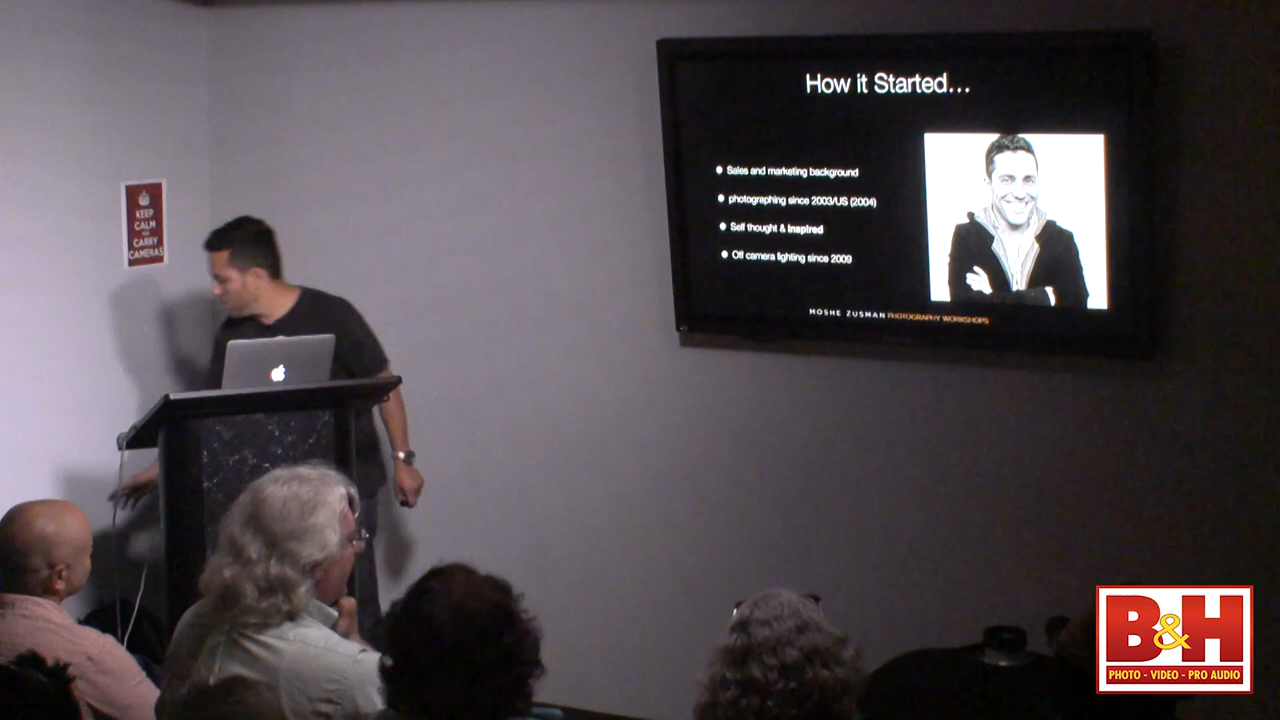 How it Started...
Sales and marketing background
photographing since 2003/US (2004)
Self thought & inspired
Off camera lighting since 2009
MOSHE ZUSMAN PHOTOGRAPHY WORKSHOPS
KEEP
CALM
CARRY
CAMERAS
B&H
PHOTO - VIDEO - PRO AUDIO